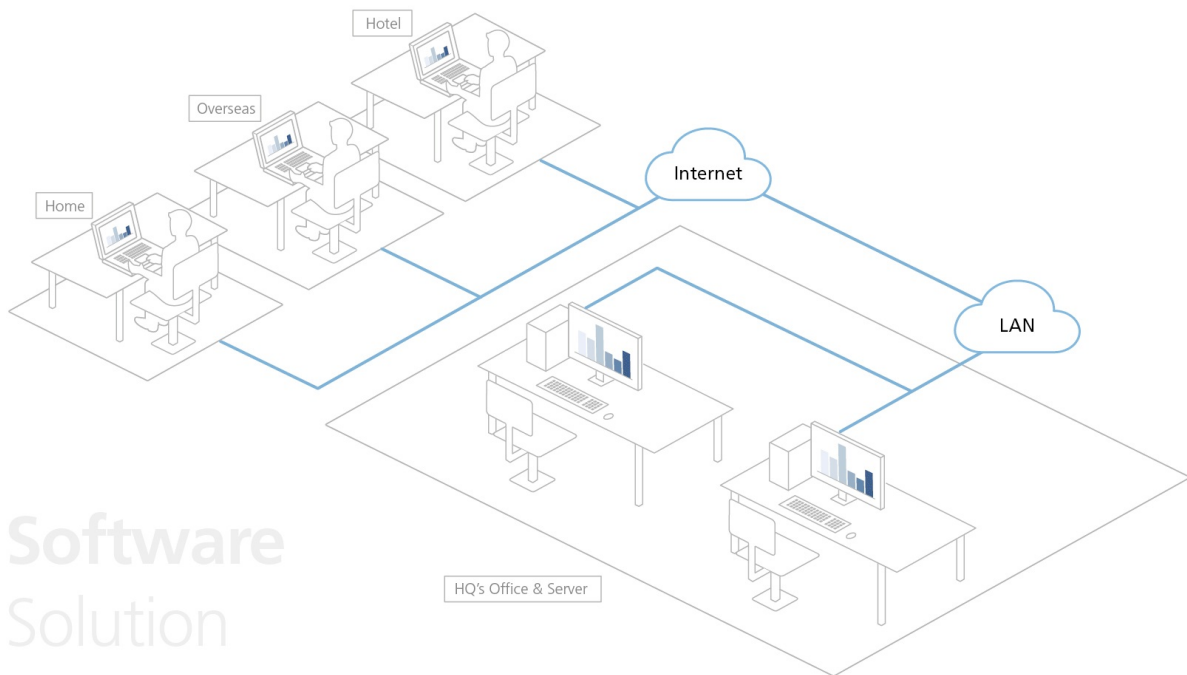 Hotel
Overseas
Home
Internet
LAN
HQ's Office & Server
Software
Solution